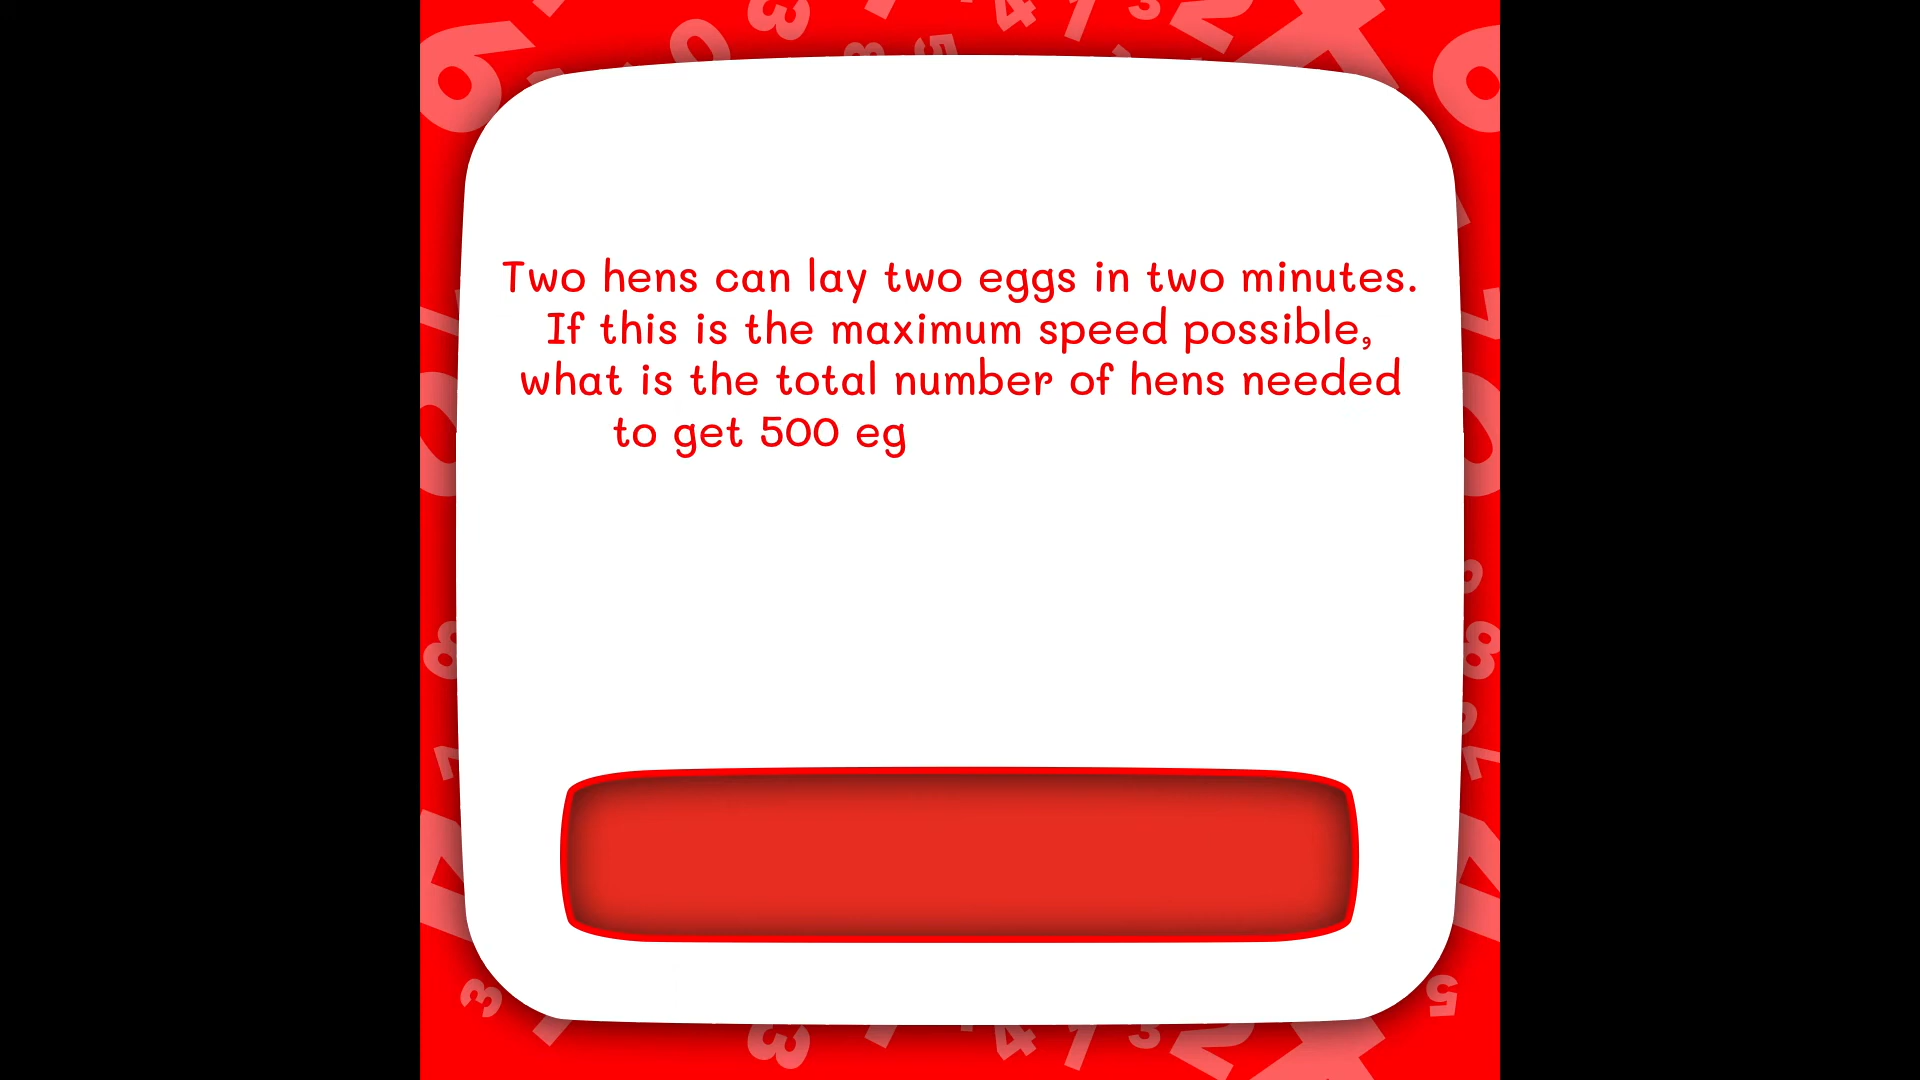 Two hens can lay two eggs in two minutes.
If this is the maximum speed possible,
what is the total number of hens needed
to get 500 eg